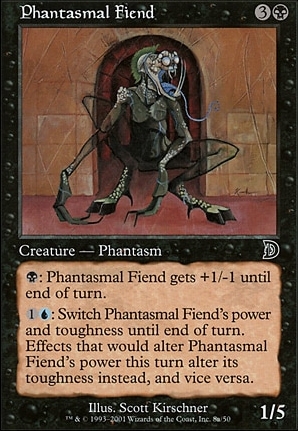 Phantasmal Fiend 3
Creature — Phantasm
: Phantasmal Fiend gets +1/-1 until
end of turn.
1 : Switch Phantasmal Fiend's power
and toughness until end of turn.
Effects that would alter Phantasmal
Fiend's power this turn alter its
toughness instead, and vice versa.
Illus. Scott Kirschner
™ & © 1993–2001 Wizards of the Coast, Inc. 8a/50
1/5